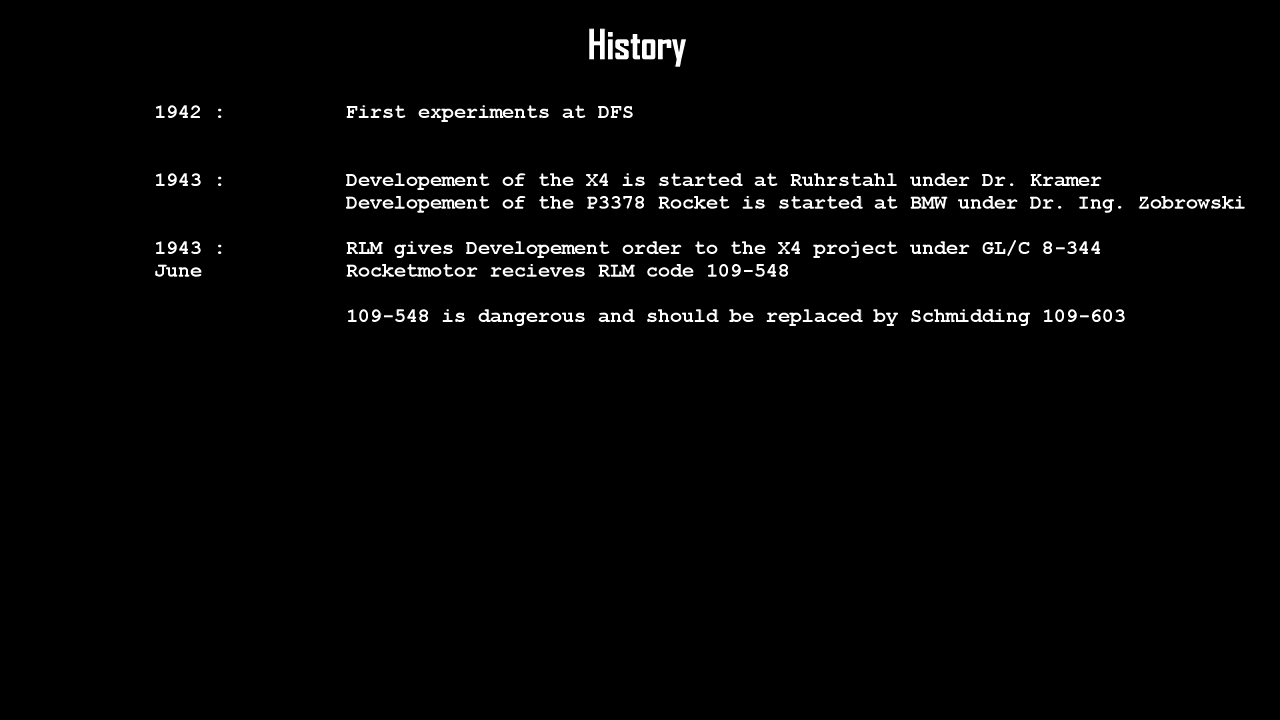 History
1942 : First experiments at DFS
1943 : Developement of the X4 is started at Ruhrstahl under Dr. Kramer
Developement of the P3378 Rocket is started at BMW under Dr. Ing. Zobrowski
1943 : RLM gives Developement order to the X4 project under GL/C 8-344
June Rocketmotor recieves RLM code 109-548
109-548 is dangerous and should be replaced by Schmidding 109-603